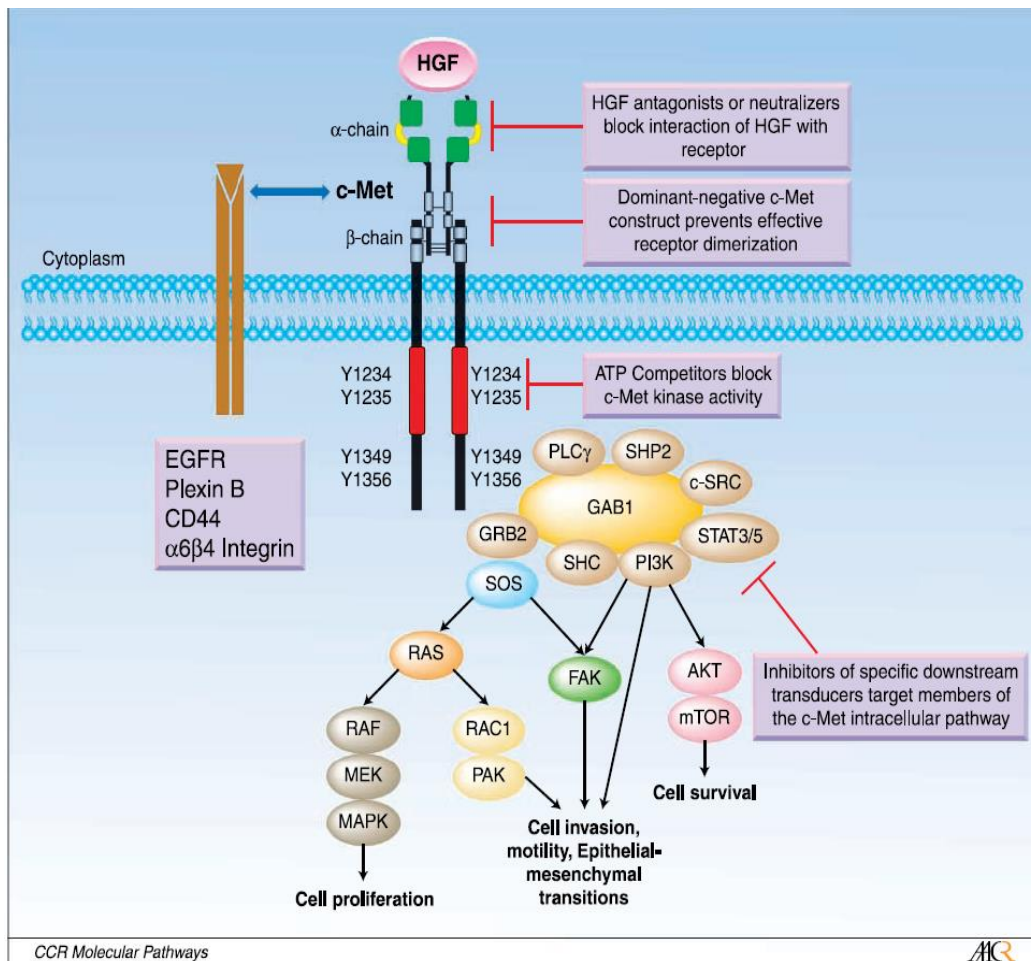 HGF
α-chain
HGF antagonists or neutralizers
block interaction of HGF with
receptor
c-Met
Dominant-negative c-Met
construct prevents effective
receptor dimerization
β-chain
Cytoplasm
Y1234
Y1235
Y1234
Y1235
ATP Competitors block
c-Met kinase activity
Y1349
Y1356
Y1349
Y1356
EGFR
Plexin B
CD44
α6β4 Integrin
PLCγ
SHP2
c-SRC
GAB1
STAT3/5
GRB2
SHC
PI3K
SOS
RAS
FAK
AKT
mTOR
Inhibitors of specific downstream
transducers target members of
the c-Met intracellular pathway
RAF
MEK
MAPK
RAC1
PAK
Cell survival
Cell invasion,
motility, Epithelial-
mesenchymal
transitions
Cell proliferation
CCR Molecular Pathways
AACR